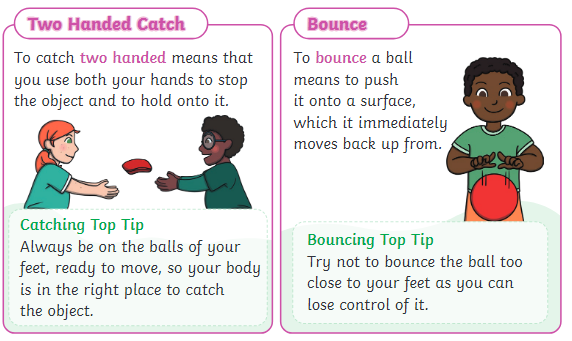 Two Handed Catch
To catch two handed means that
you use both your hands to stop
the object and to hold onto it.
Catching Top Tip
Always be on the balls of your
feet, ready to move, so your body
is in the right place to catch
the object.
Bounce
To bounce a ball
means to push
it onto a surface,
which it immediately
moves back up from.
Bouncing Top Tip
Try not to bounce the ball too
close to your feet as you can
lose control of it.